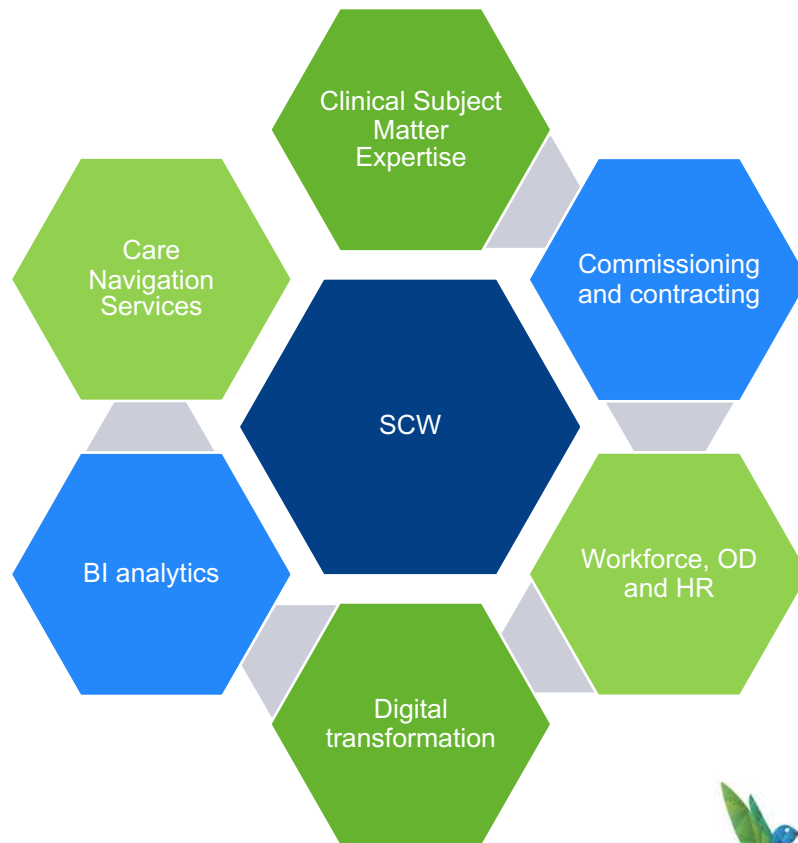 Clinical Subject
Matter
Expertise
Care
Navigation
Services
Commissioning
and contracting
SCW
BI analytics
Workforce, OD
and HR
Digital
transformation